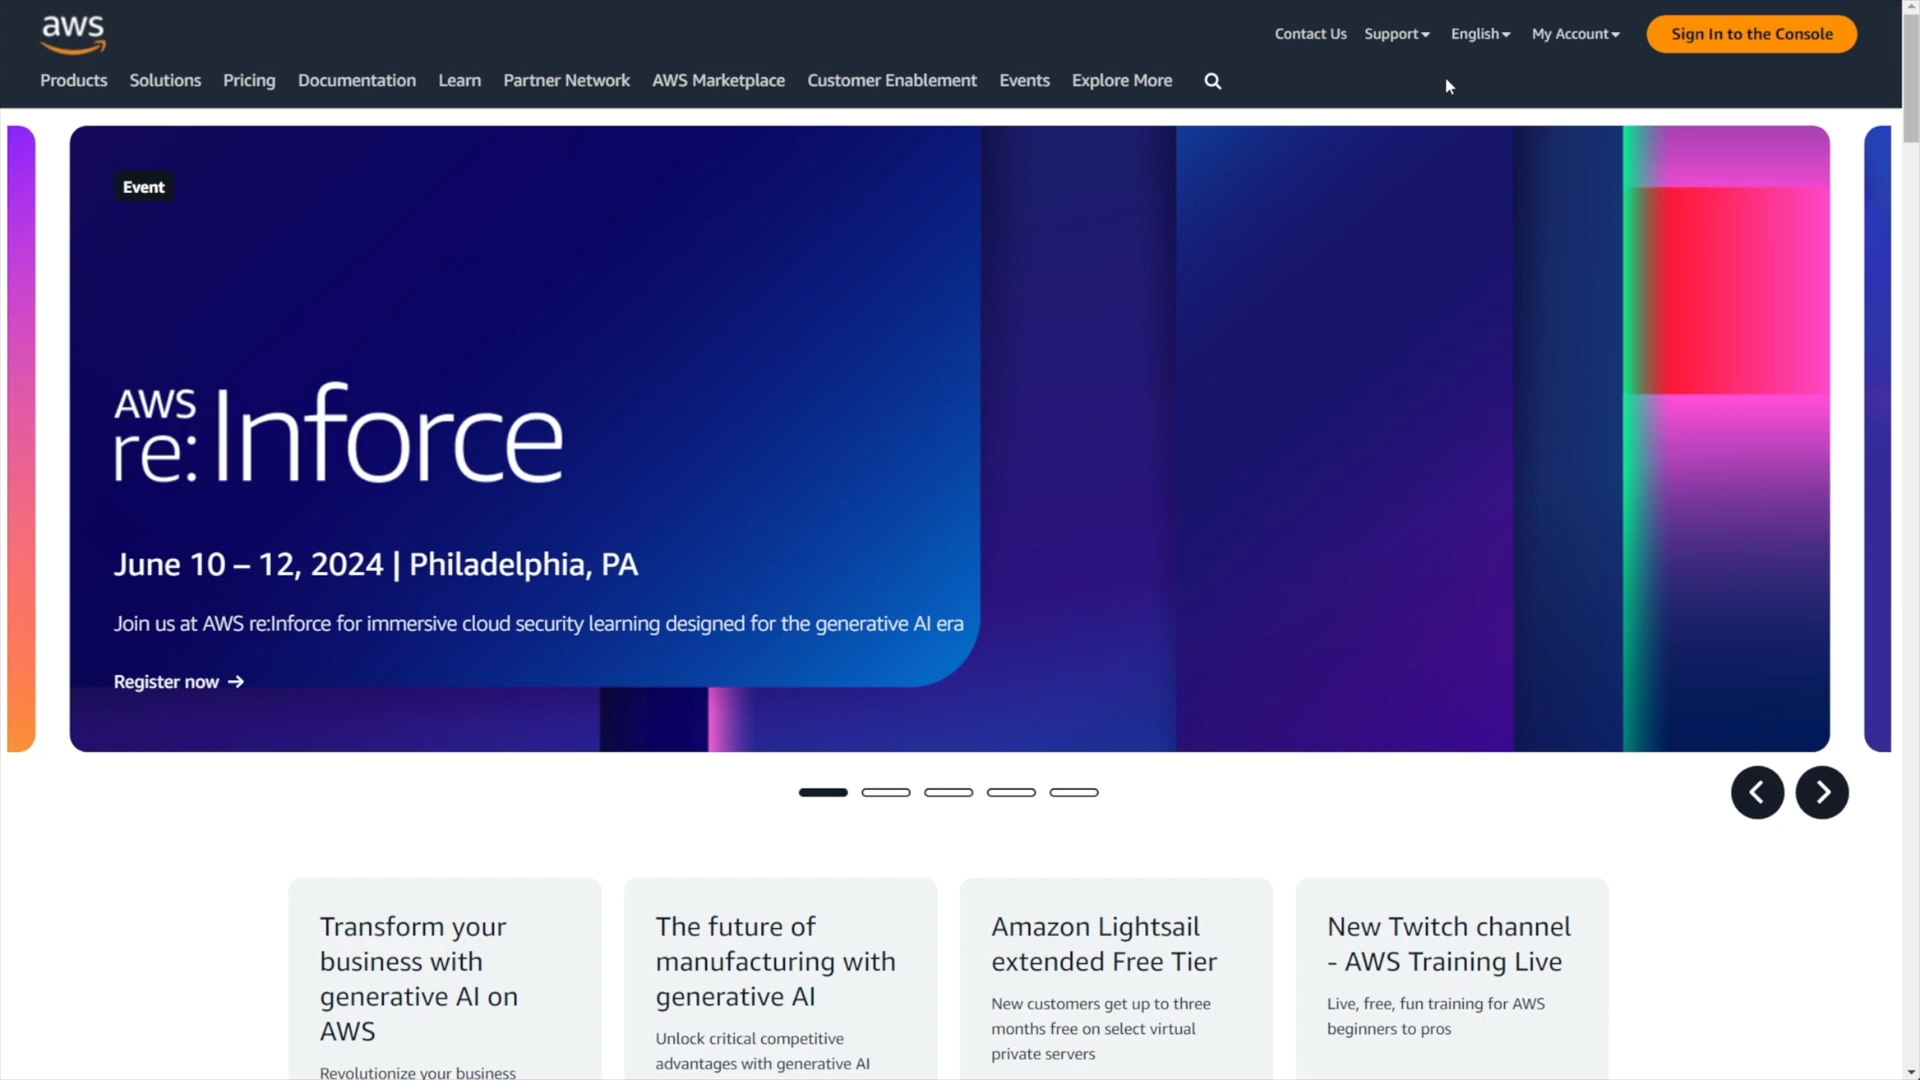 aws
Contact Us Support English My Account Sign In to the Console
Products Solutions Pricing Documentation Learn Partner Network AWS Marketplace Customer Enablement Events Explore More
Event
AWS
re:Inforce
June 10 – 12, 2024 | Philadelphia, PA
Join us at AWS re:Inforce for immersive cloud security learning designed for the generative AI era
Register now →
Transform your
business with
generative AI on
AWS
Revolutionize your business
The future of
manufacturing with
generative AI
Unlock critical competitive
advantages with generative AI
Amazon Lightsail
extended Free Tier
New customers get up to three
months free on select virtual
private servers
New Twitch channel
- AWS Training Live
Live, free, fun training for AWS
beginners to pros